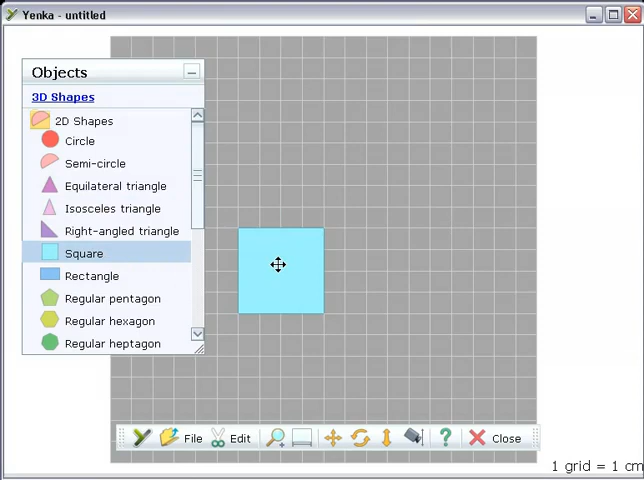 Yenka - untitled
Objects
3D Shapes
2D Shapes
Circle
Semi-circle
Equilateral triangle
Isosceles triangle
Right-angled triangle
Square
Rectangle
Regular pentagon
Regular hexagon
Regular heptagon
File Edit ? Close
1 grid = 1 cm